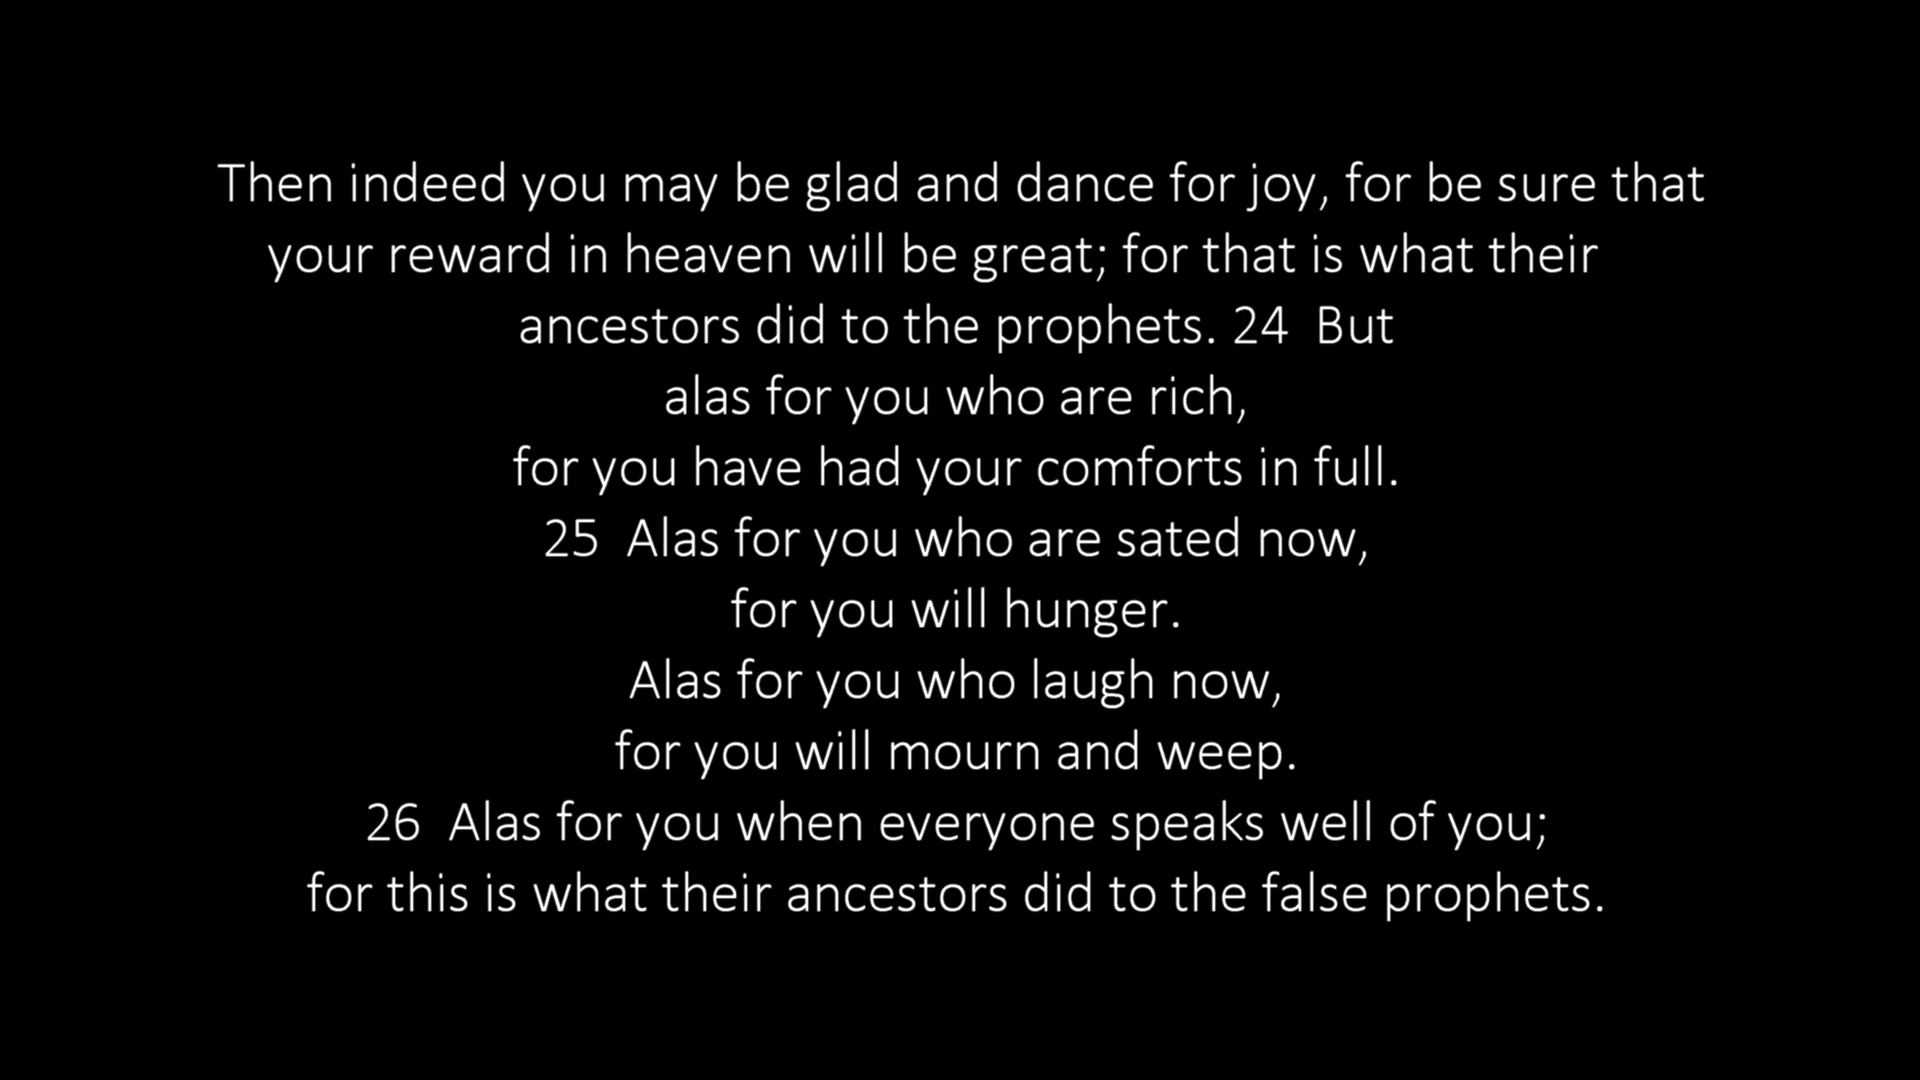 Then indeed you may be glad and dance for joy, for be sure that
your reward in heaven will be great; for that is what their
ancestors did to the prophets. 24  But
alas for you who are rich,
for you have had your comforts in full.
25  Alas for you who are sated now,
for you will hunger.
Alas for you who laugh now,
for you will mourn and weep.
26  Alas for you when everyone speaks well of you;
for this is what their ancestors did to the false prophets.